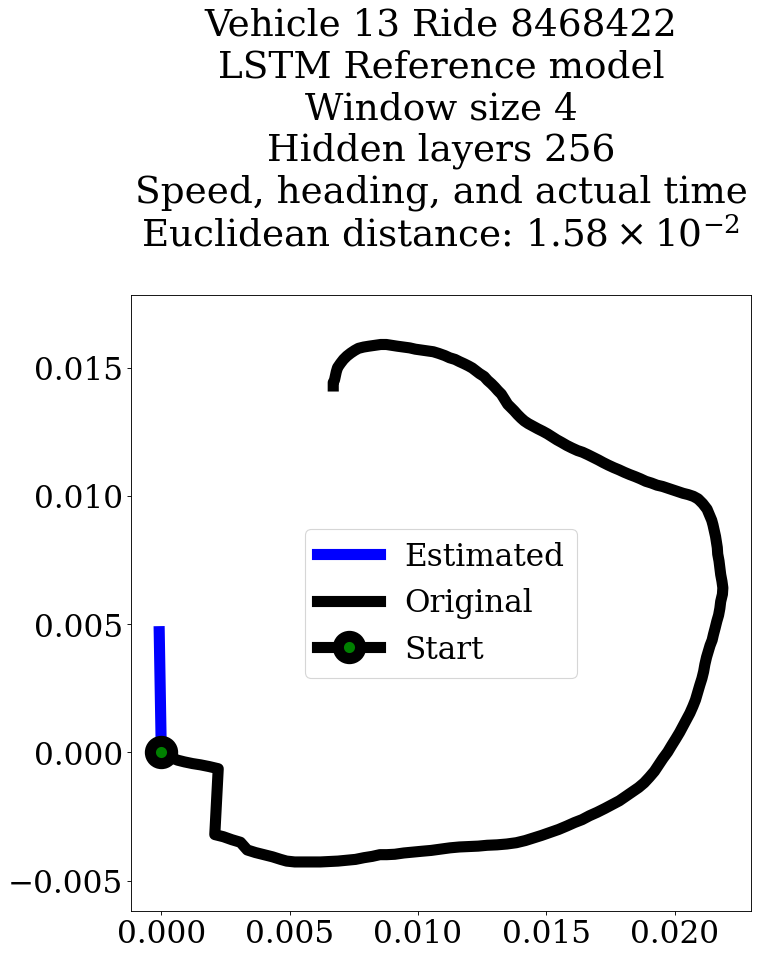 Vehicle 13 Ride 8468422
LSTM Reference model
Window size 4
Hidden layers 256
Speed, heading, and actual time
Euclidean distance: 1.58 × 10⁻²
0.015
0.010
0.005
0.000
−0.005
Estimated
Original
Start
0.000 0.005 0.010 0.015 0.020